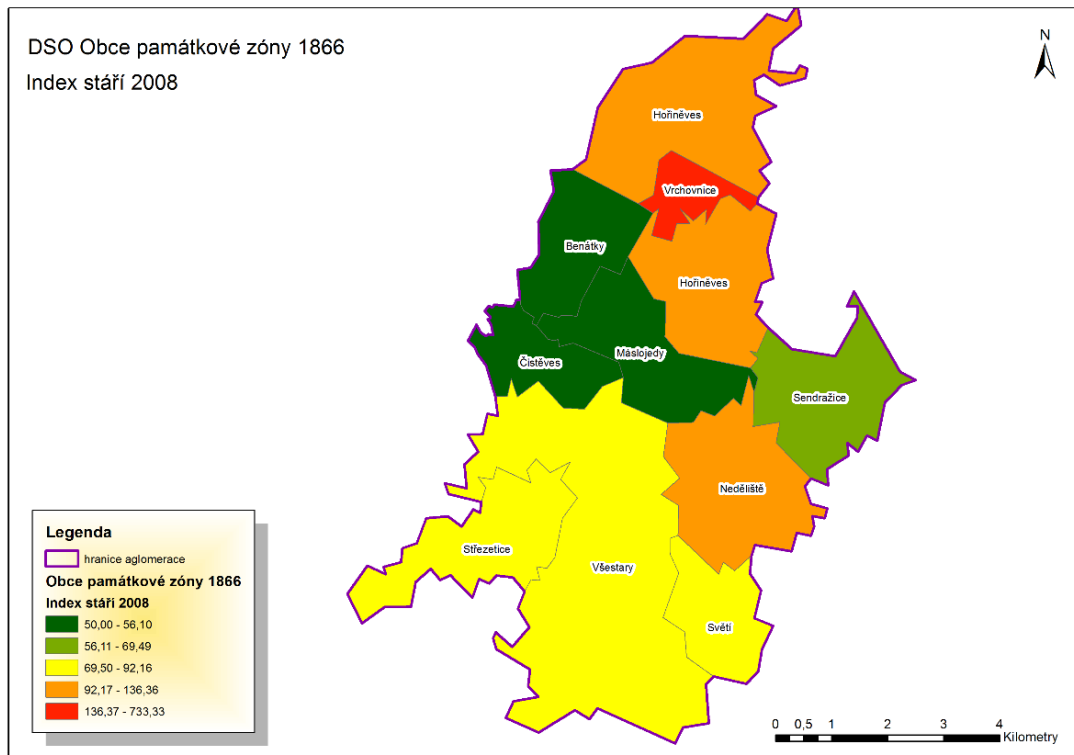 DSO Obce památkové zóny 1866
Index stáří 2008
N
Hořiněves
Vrchovnice
Benátky
Hořiněves
Máslojedy
Čistěves
Sendražice
Neděliště
Střezetice
Všestary
Světí
Legenda
hranice aglomerace
Obce památkové zóny 1866
Index stáří 2008
50,00 - 56,10
56,11 - 69,49
69,50 - 92,16
92,17 - 136,36
136,37 - 733,33
0 0,5 1 2 3 4
Kilometry